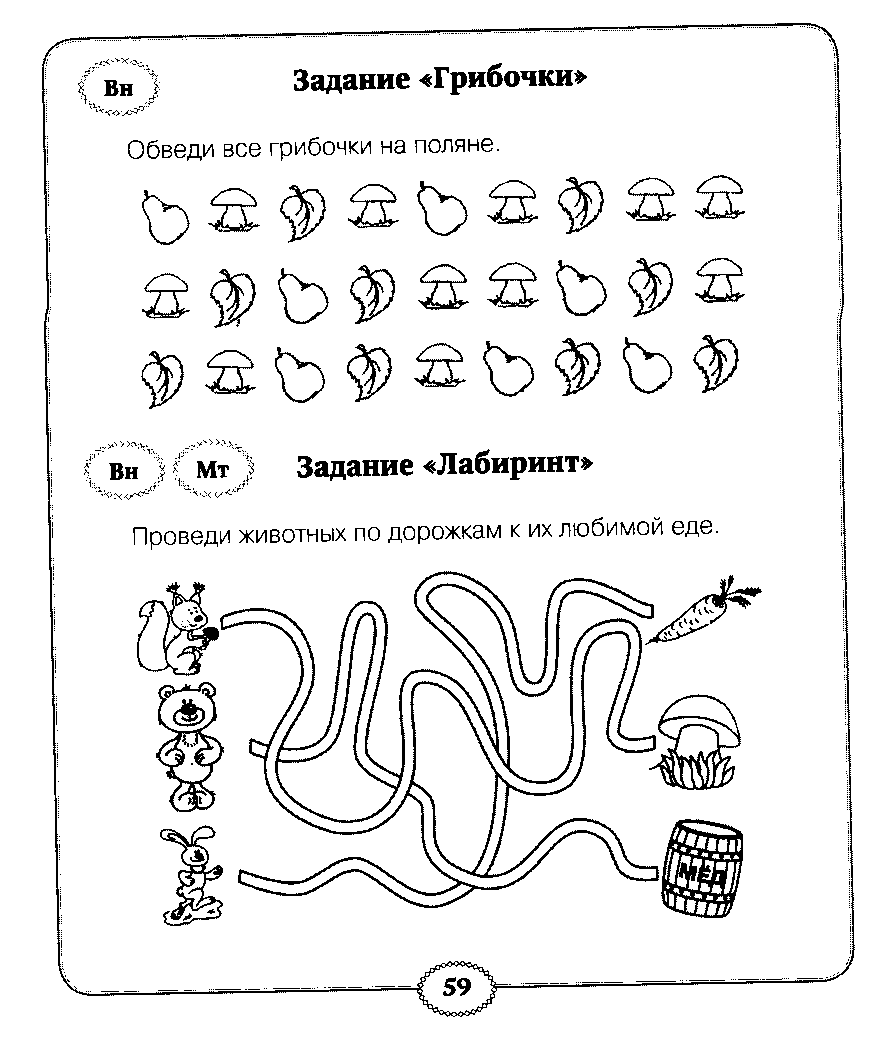 Вн
Задание «Грибочки»
Обведи все грибочки на поляне.
Вн Мт Задание «Лабиринт»
Проведи животных по дорожкам к их любимой еде.
МЁД
59